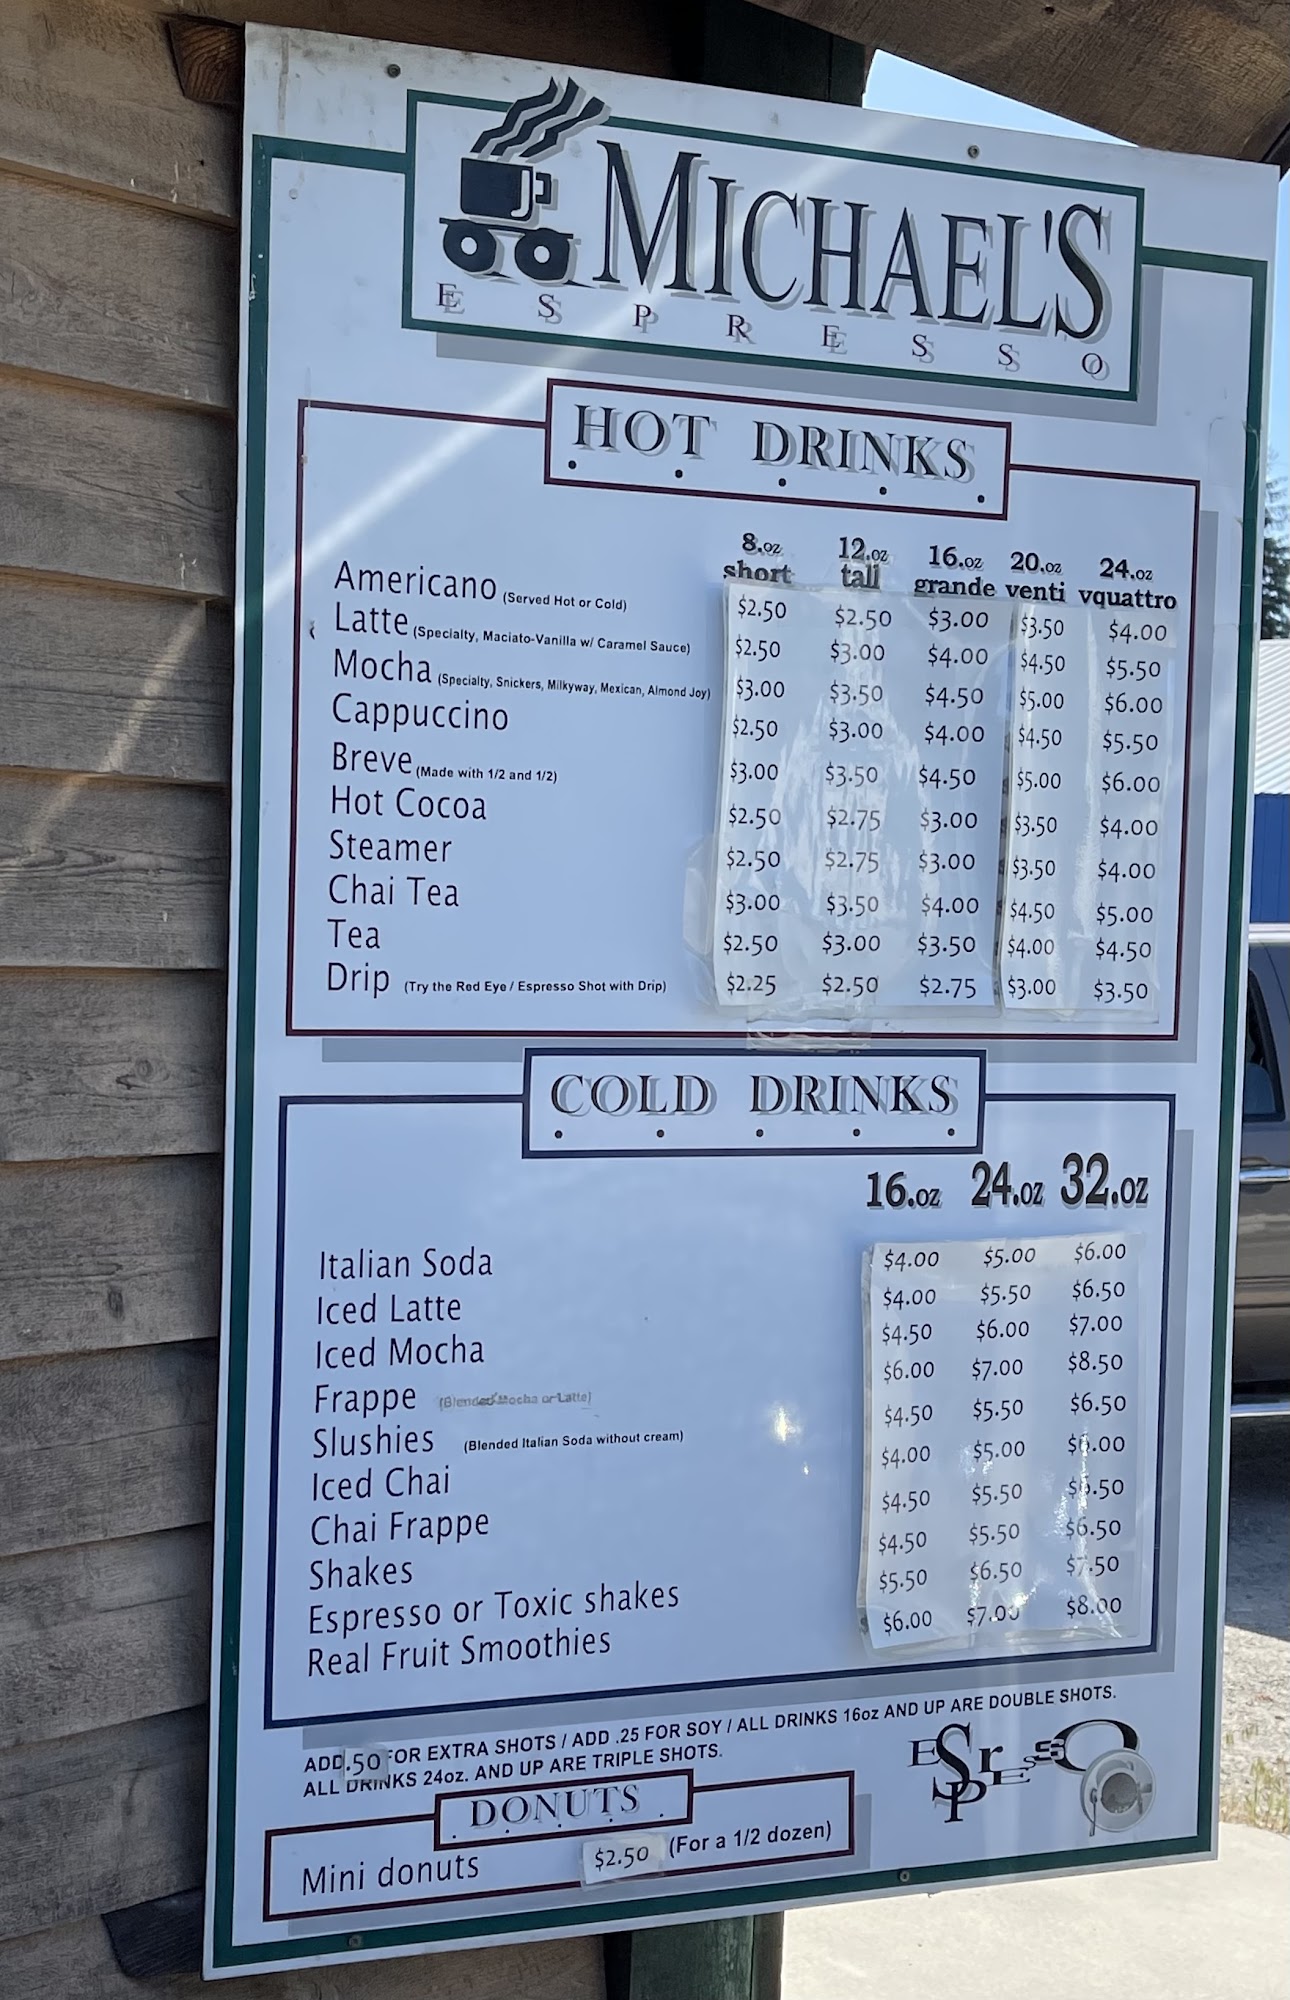 MICHAEL'S
ESPRESSO
HOT DRINKS
8.oz short 12.oz tall 16.oz grande 20.oz venti 24.oz vquattro
Americano (Served Hot or Cold) $2.50 $2.50 $3.00 $3.50 $4.00
Latte (Specialty, Maciato-Vanilla w/ Caramel Sauce) $2.50 $3.00 $4.00 $4.50 $5.50
Mocha (Specialty, Snickers, Milkyway, Mexican, Almond Joy) $3.00 $3.50 $4.50 $5.00 $6.00
Cappuccino $2.50 $3.00 $4.00 $4.50 $5.50
Breve (Made with 1/2 and 1/2) $3.00 $3.50 $4.50 $5.00 $6.00
Hot Cocoa $2.50 $2.75 $3.00 $3.50 $4.00
Steamer $2.50 $2.75 $3.00 $3.50 $4.00
Chai Tea $3.00 $3.50 $4.00 $4.50 $5.00
Tea $2.50 $3.00 $3.50 $4.00 $4.50
Drip (Try the Red Eye / Espresso Shot with Drip) $2.25 $2.50 $2.75 $3.00 $3.50
COLD DRINKS
16.oz 24.oz 32.oz
Italian Soda $4.00 $5.00 $6.00
Iced Latte $4.00 $5.50 $6.50
Iced Mocha $4.50 $6.00 $7.00
Frappe (Blended Mocha or Latte) $6.00 $7.00 $8.50
Slushies (Blended Italian Soda without cream) $4.50 $5.50 $6.50
Iced Chai $4.00 $5.00 $6.00
Chai Frappe $4.50 $5.50 $6.50
Shakes $4.50 $5.50 $6.50
Espresso or Toxic shakes $5.50 $6.50 $7.50
Real Fruit Smoothies $6.00 $7.00 $8.00
ADD .50 FOR EXTRA SHOTS / ADD .25 FOR SOY / ALL DRINKS 16oz AND UP ARE DOUBLE SHOTS.
ALL DRINKS 24oz. AND UP ARE TRIPLE SHOTS.
ESPrESSO
DONUTS
Mini donuts $2.50 (For a 1/2 dozen)